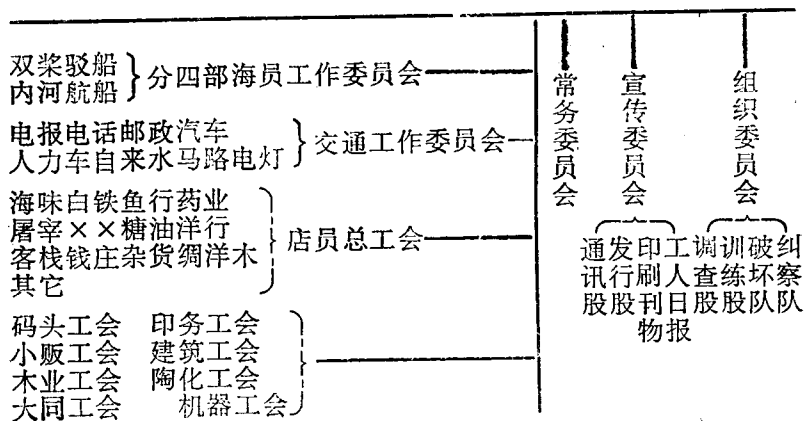 双桨驳船
内河航船
分四部海员工作委员会
电报电话邮政汽车
人力车自来水马路电灯
交通工作委员会
海味白铁鱼行药业
屠宰××糖油洋行
客栈钱庄杂货绸洋木
其它
店员总工会
码头工会 印务工会
小贩工会 建筑工会
木业工会 陶化工会
大同工会 机器工会
常务委员会
宣传委员会
组织委员会
通讯股
发行股
印刷刊物
工人日报
调查股
训练股
破坏队
纠察队